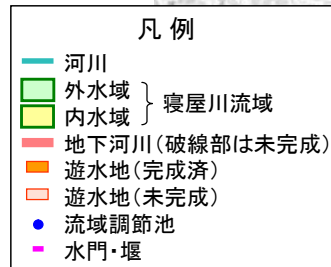 凡例
河川
外水域
内水域
寝屋川流域
地下河川(破線部は未完成)
遊水地(完成済)
遊水地(未完成)
流域調節池
水門・堰